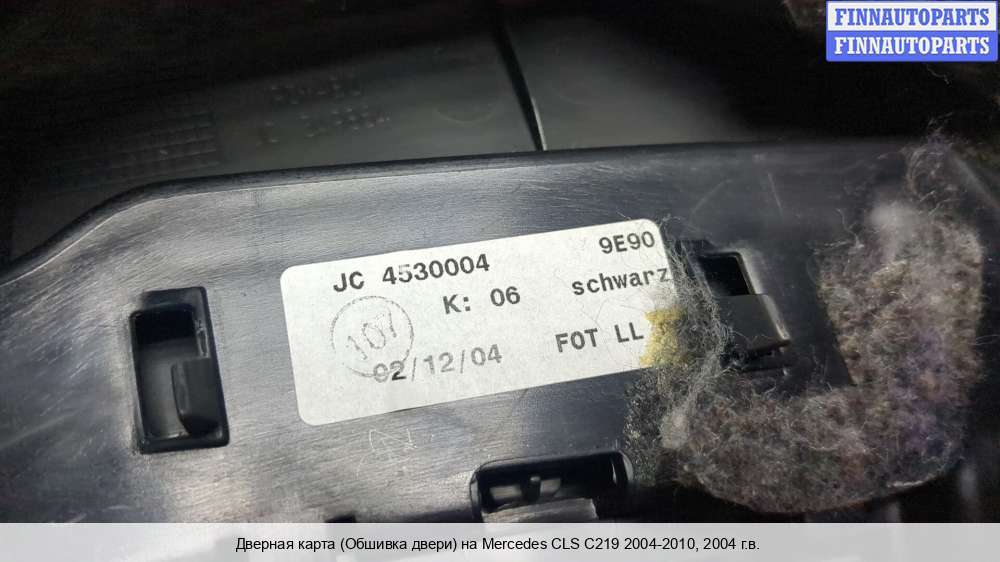 FINNAUTOPARTS
FINNAUTOPARTS
JC 4530004 9E90
K: 06 schwarz
107
02/12/04 FOT LL
Дверная карта (Обшивка двери) на Mercedes CLS C219 2004-2010, 2004 г.в.